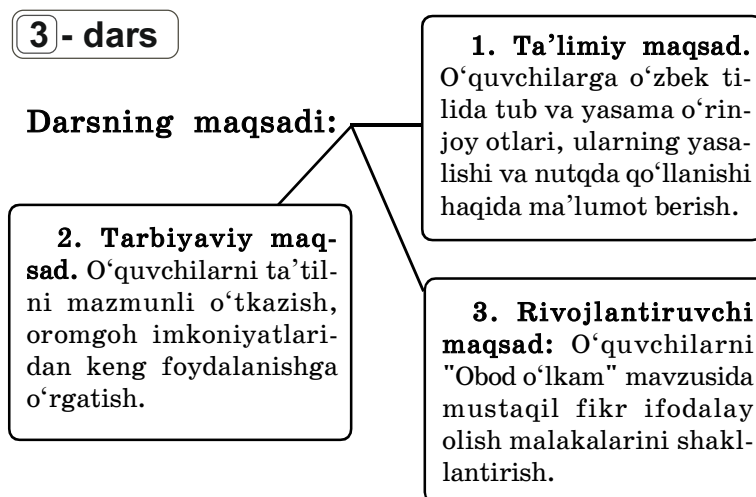 3 - dars
Darsning maqsadi:
1. Ta’limiy maqsad.
O‘quvchilarga o‘zbek ti-
lida tub va yasama o‘rin-
joy otlari, ularning yasa-
lishi va nutqda qo‘llanishi
haqida ma’lumot berish.
2. Tarbiyaviy maq-
sad. O‘quvchilarni ta’til-
ni mazmunli o‘tkazish,
oromgoh imkoniyatlari-
dan keng foydalanishga
o‘rgatish.
3. Rivojlantiruvchi
maqsad: O‘quvchilarni
"Obod o‘lkam" mavzusida
mustaqil fikr ifodalay
olish malakalarini shakl-
lantirish.